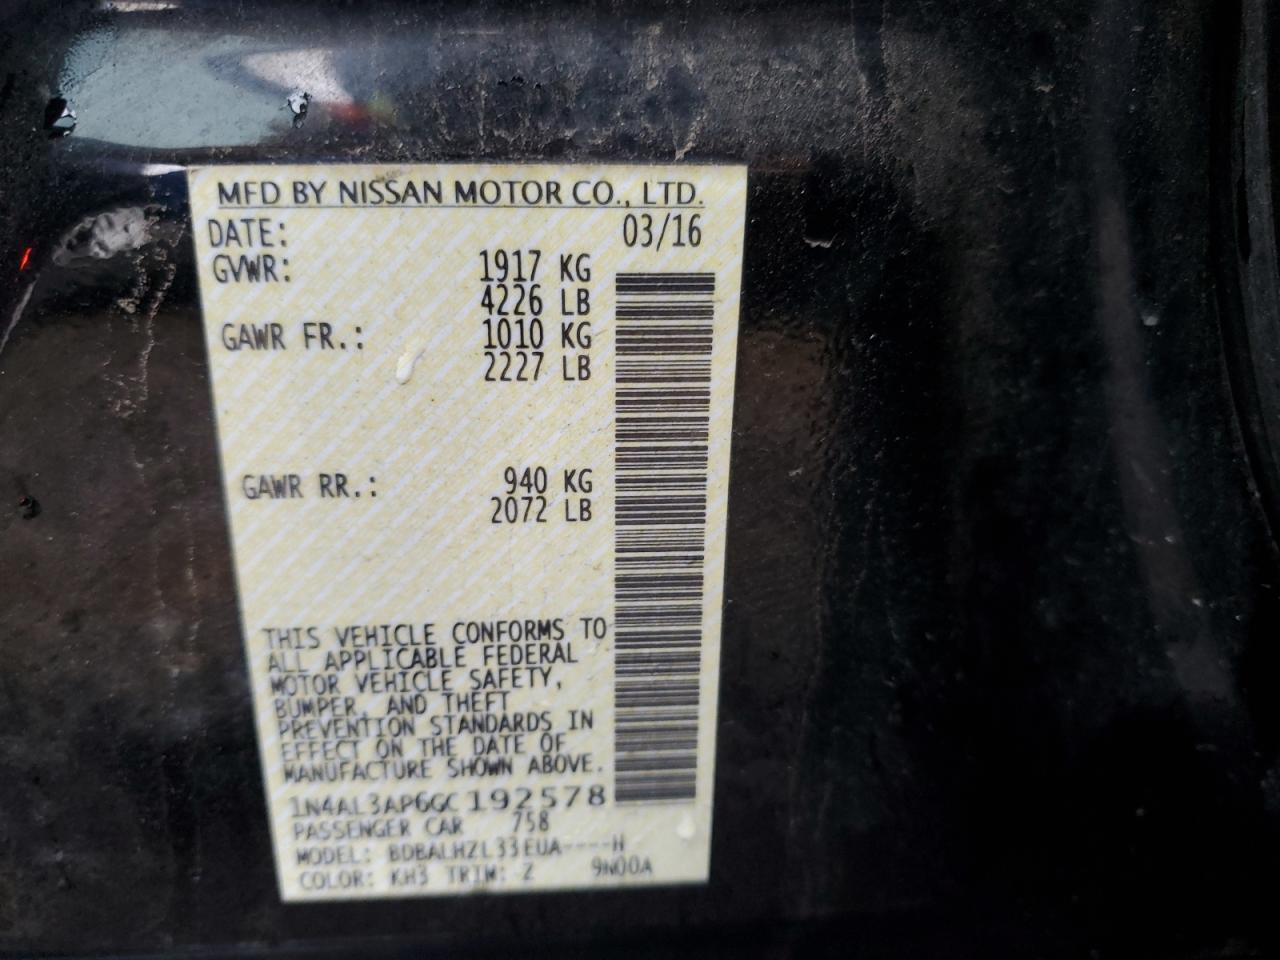 MFD BY NISSAN MOTOR CO., LTD.
DATE: 03/16
GVWR: 1917 KG
4226 LB
GAWR FR.: 1010 KG
2227 LB
GAWR RR.: 940 KG
2072 LB
THIS VEHICLE CONFORMS TO
ALL APPLICABLE FEDERAL
MOTOR VEHICLE SAFETY,
BUMPER, AND THEFT
PREVENTION STANDARDS IN
EFFECT ON THE DATE OF
MANUFACTURE SHOWN ABOVE.
1N4AL3AP6GC192578
PASSENGER CAR 758
MODEL: BDBALHZL33EUA----H
COLOR: KH3 TRIM: Z 9N00A